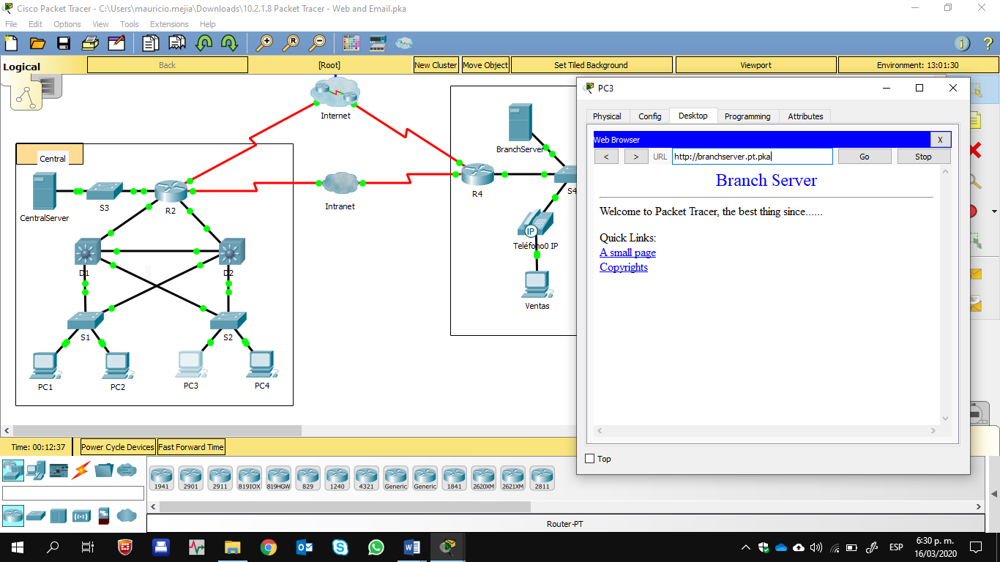 Cisco Packet Tracer - C:\Users\mauricio.mejia\Downloads\10.2.1.8 Packet Tracer - Web and Email.pka
File Edit Options View Tools Extensions Help
Logical
Back
[Root]
New Cluster
Move Object
Set Tiled Background
Viewport
Environment: 13:01:30
Internet
Central
CentralServer
S3
R2
Intranet
D1
D2
S1
S2
PC1
PC2
PC3
PC4
BranchServer
R4
S4
IP
Teléfono0 IP
Ventas
PC3
Physical
Config
Desktop
Programming
Attributes
Web Browser
X
<
>
URL
http://branchserver.pt.pka
Go
Stop
Branch Server
Welcome to Packet Tracer, the best thing since......
Quick Links:
A small page
Copyrights
Top
Time: 00:12:37
Power Cycle Devices
Fast Forward Time
1941
2901
2911
819IOX
819HGW
829
1240
4321
Generic
Generic
1841
2620XM
2621XM
2811
Router-PT
ESP
6:30 p. m.
16/03/2020